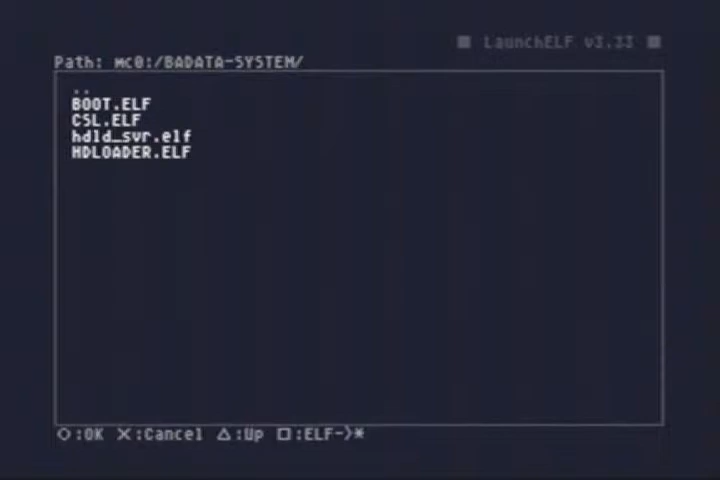 ■ LaunchELF v3.33 ■
Path: mc0:/BADATA-SYSTEM/
..
BOOT.ELF
CSL.ELF
hdld_svr.elf
HDLOADER.ELF
○:OK ×:Cancel △:Up □:ELF->*